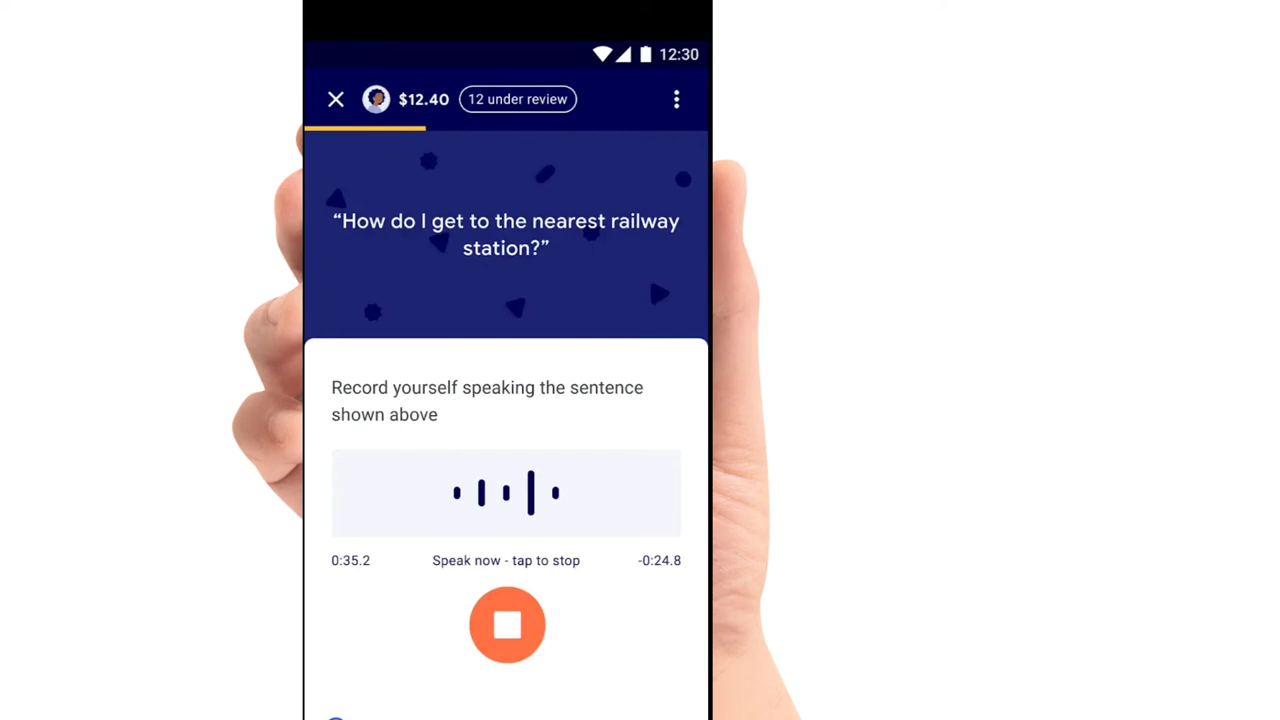 12:30
$12.40 12 under review
“How do I get to the nearest railway
station?”
Record yourself speaking the sentence
shown above
0:35.2 Speak now - tap to stop -0:24.8